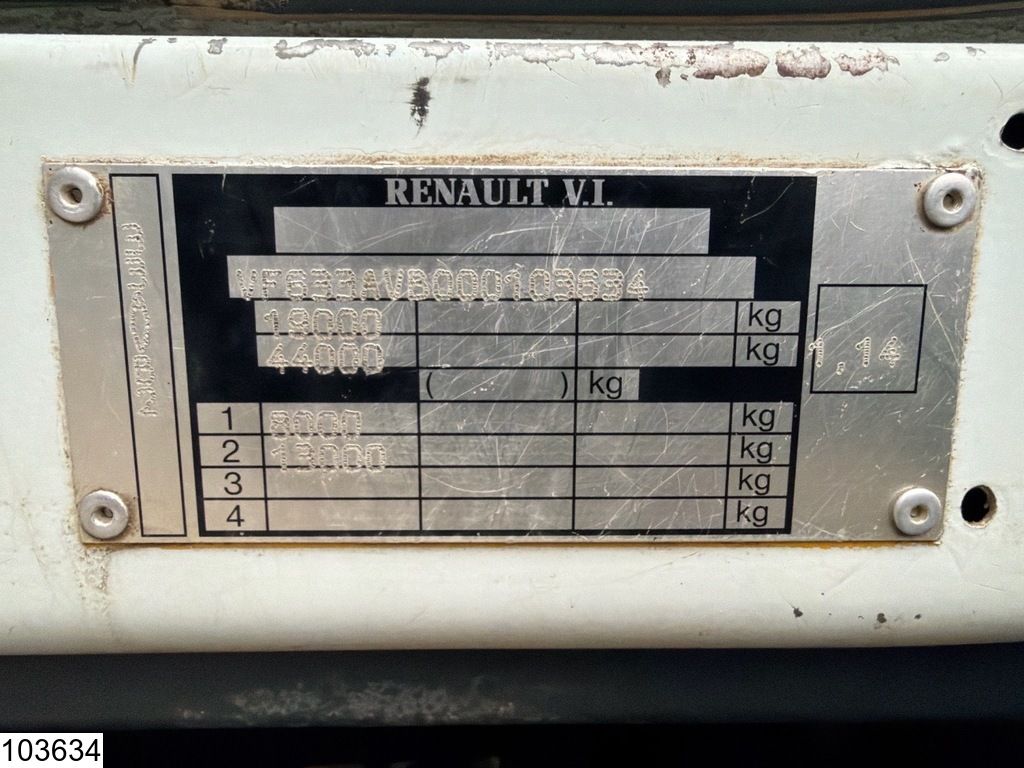 RENAULT V.I.
VF633AVB000103634
18000 kg
44000 kg
( ) kg
1.14
1 8000 kg
2 13000 kg
3 kg
4 kg
103634